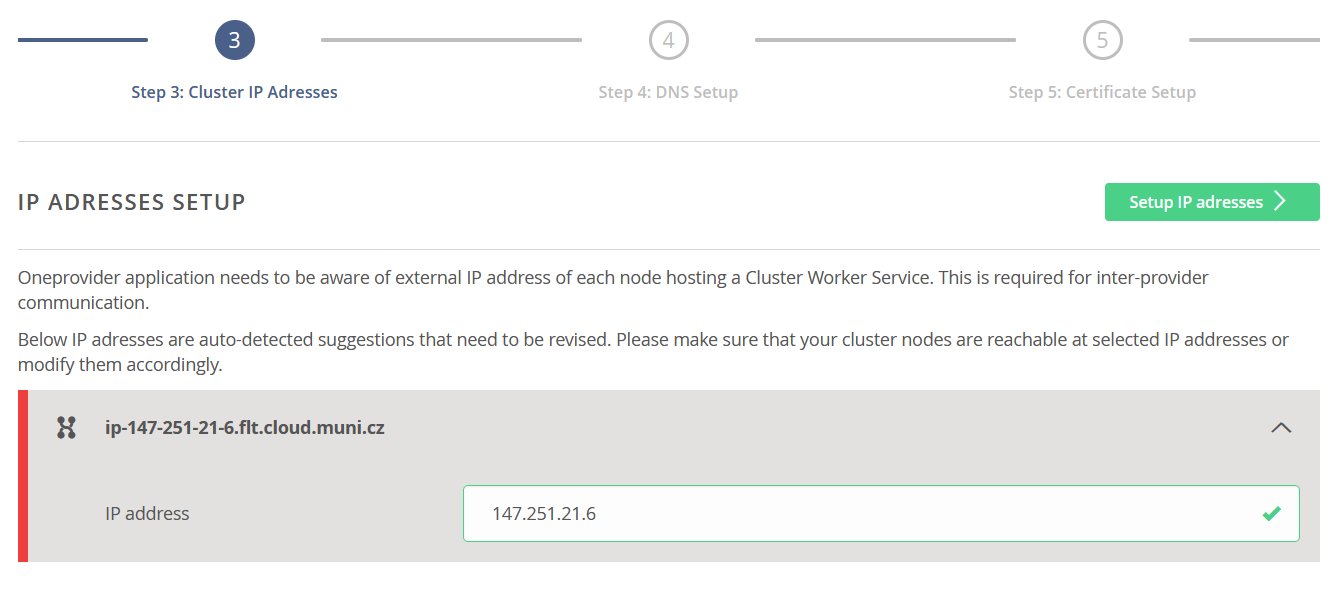 3
4
5
Step 3: Cluster IP Adresses
Step 4: DNS Setup
Step 5: Certificate Setup
IP ADRESSES SETUP
Setup IP adresses
Oneprovider application needs to be aware of external IP address of each node hosting a Cluster Worker Service. This is required for inter-provider
communication.
Below IP adresses are auto-detected suggestions that need to be revised. Please make sure that your cluster nodes are reachable at selected IP addresses or
modify them accordingly.
ip-147-251-21-6.flt.cloud.muni.cz
IP address
147.251.21.6